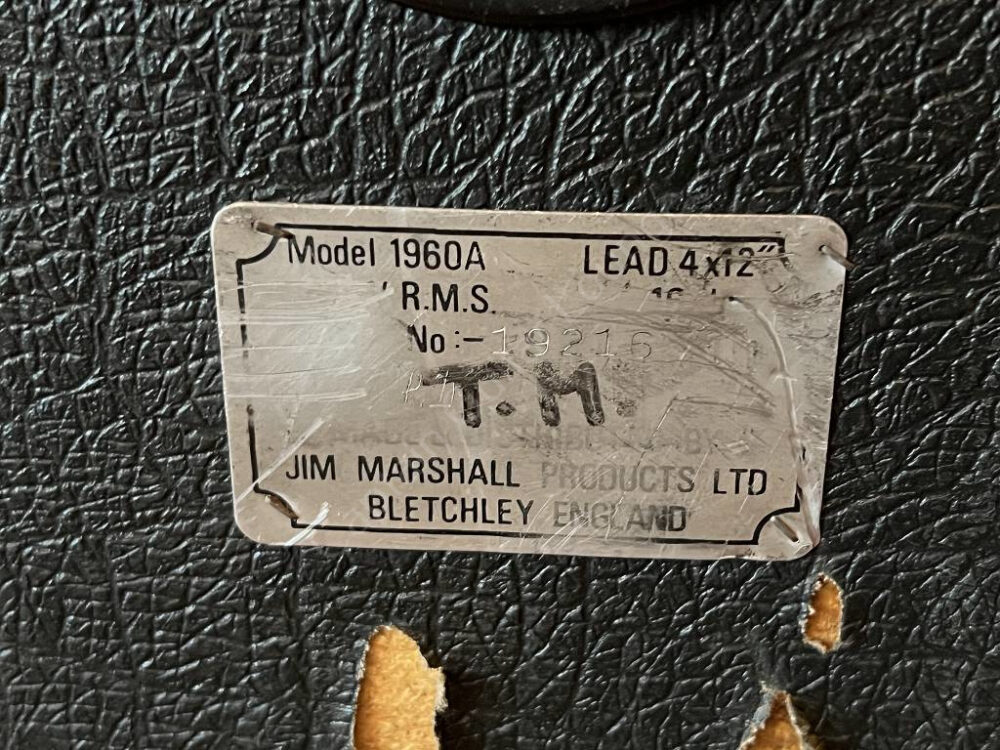 Model 1960A LEAD 4x12"
R.M.S.
No :- 19216
T.M.
JIM MARSHALL PRODUCTS LTD
BLETCHLEY ENGLAND